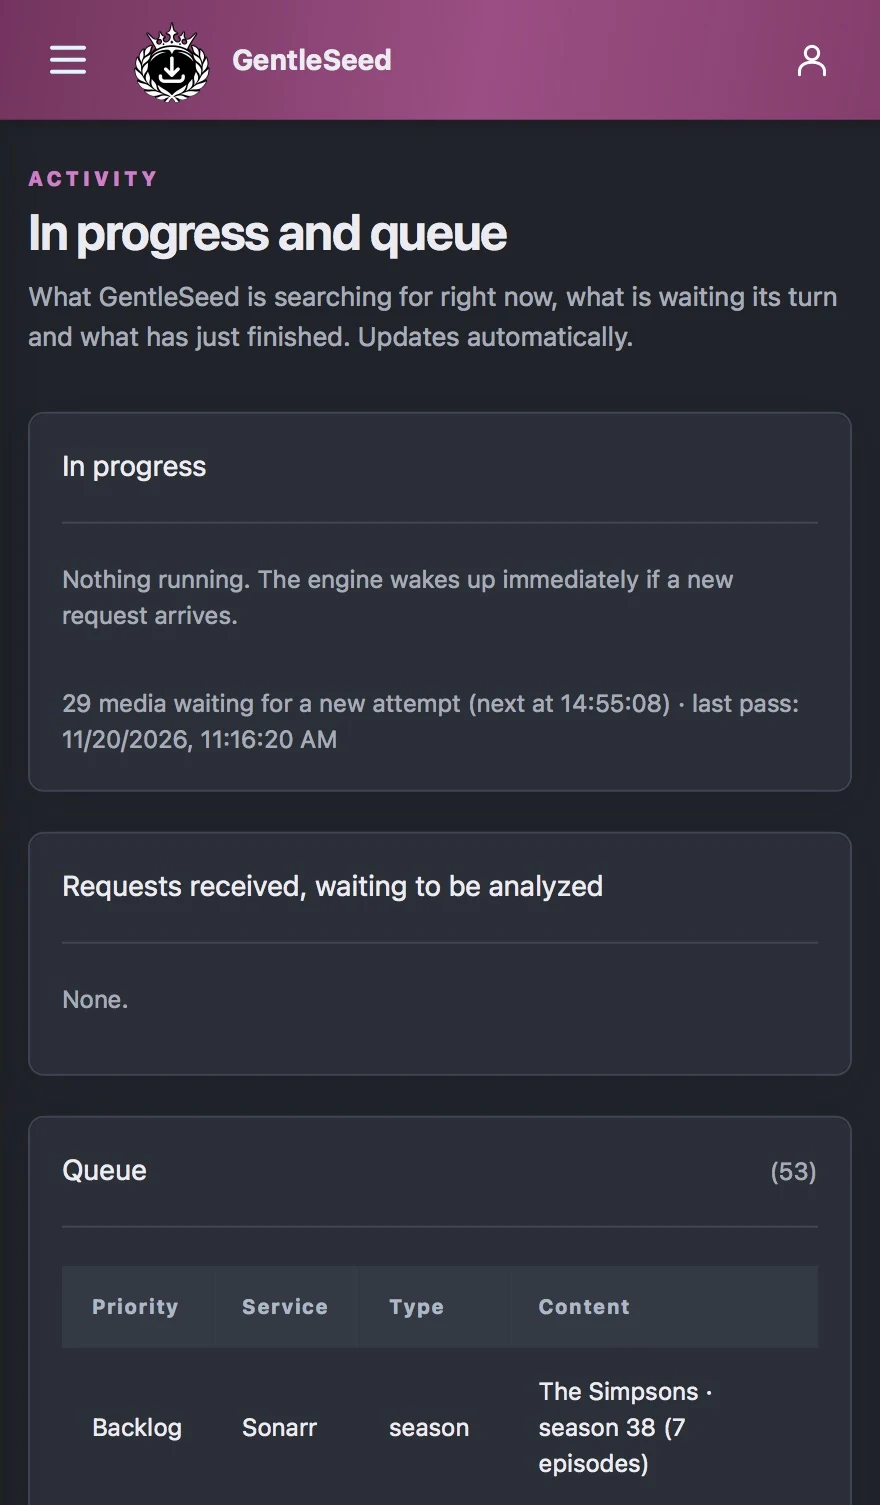 GentleSeed
ACTIVITY
In progress and queue
What GentleSeed is searching for right now, what is waiting its turn
and what has just finished. Updates automatically.
In progress
Nothing running. The engine wakes up immediately if a new
request arrives.
29 media waiting for a new attempt (next at 14:55:08) · last pass:
11/20/2026, 11:16:20 AM
Requests received, waiting to be analyzed
None.
Queue (53)
Priority Service Type Content
Backlog Sonarr season The Simpsons ·
season 38 (7
episodes)